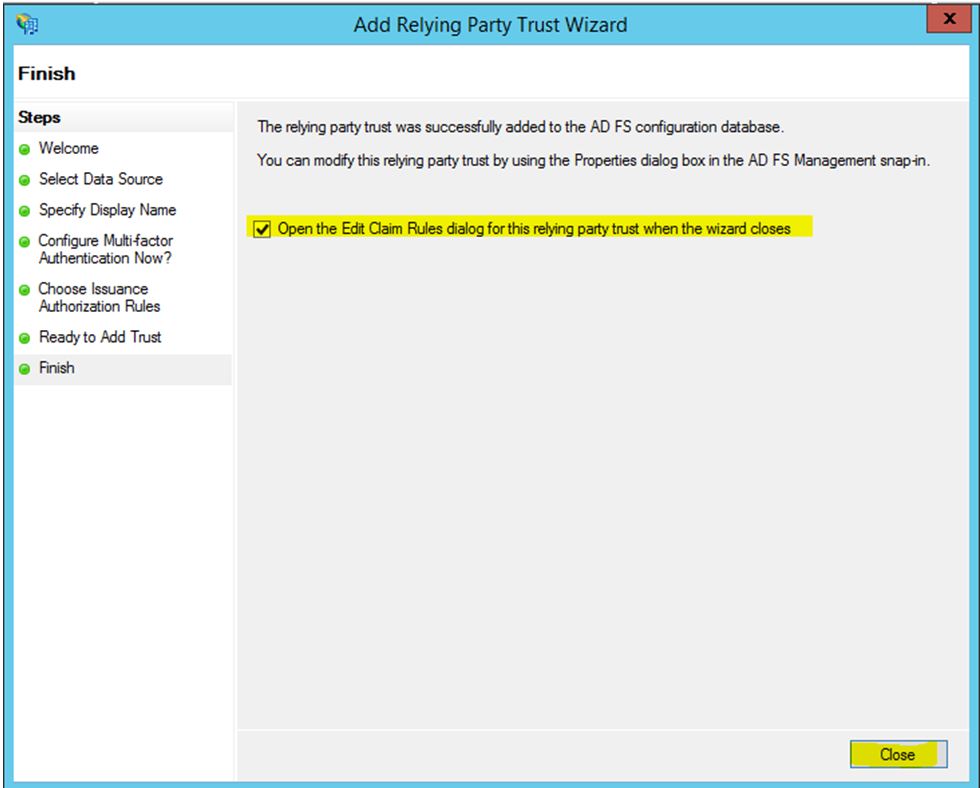 Add Relying Party Trust Wizard
x
Finish
Steps
Welcome
Select Data Source
Specify Display Name
Configure Multi-factor
Authentication Now?
Choose Issuance
Authorization Rules
Ready to Add Trust
Finish
The relying party trust was successfully added to the AD FS configuration database.
You can modify this relying party trust by using the Properties dialog box in the AD FS Management snap-in.
Open the Edit Claim Rules dialog for this relying party trust when the wizard closes
Close